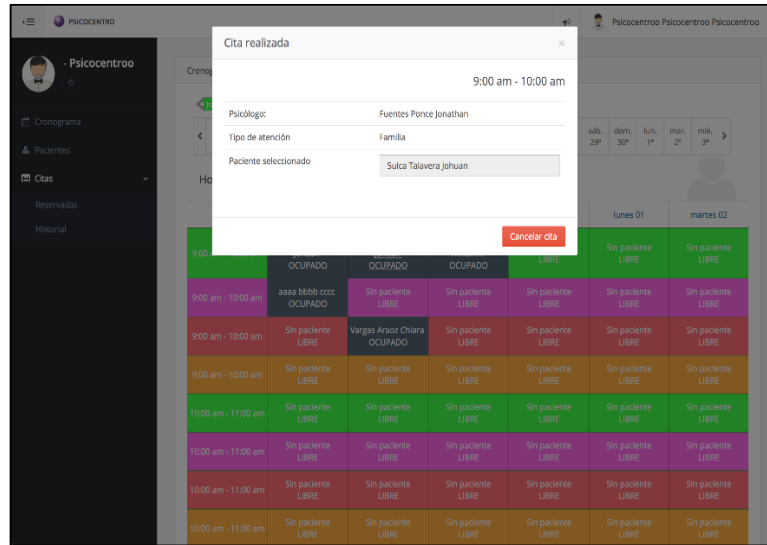 PSICOCENTRO
Psicocentroo Psicocentroo Psicocentroo
- Psicocentroo
Cronograma
Pacientes
Citas
Reservadas
Historial
Cita realizada ×
9:00 am - 10:00 am
Psicólogo: Fuentes Ponce Jonathan
Tipo de atención Familia
Paciente seleccionado Sulca Talavera Johuan
Cancelar cita
sáb. dom. lun. mar. mié.
29º 30º 1º 2º 3º
lunes 01 martes 02
Sin paciente Sin paciente
OCUPADO OCUPADO OCUPADO LIBRE LIBRE LIBRE
9:00 am - 10:00 am aaaa bbbb cccc Sin paciente Sin paciente Sin paciente Sin paciente Sin paciente
OCUPADO LIBRE LIBRE LIBRE LIBRE LIBRE
9:00 am - 10:00 am Sin paciente Vargas Araoz Chiara Sin paciente Sin paciente Sin paciente Sin paciente
LIBRE OCUPADO LIBRE LIBRE LIBRE LIBRE
9:00 am - 10:00 am Sin paciente Sin paciente Sin paciente Sin paciente Sin paciente Sin paciente
LIBRE LIBRE LIBRE LIBRE LIBRE LIBRE
10:00 am - 11:00 am Sin paciente Sin paciente Sin paciente Sin paciente Sin paciente Sin paciente
LIBRE LIBRE LIBRE LIBRE LIBRE LIBRE
10:00 am - 11:00 am Sin paciente Sin paciente Sin paciente Sin paciente Sin paciente Sin paciente
LIBRE LIBRE LIBRE LIBRE LIBRE LIBRE
10:00 am - 11:00 am Sin paciente Sin paciente Sin paciente Sin paciente Sin paciente Sin paciente
LIBRE LIBRE LIBRE LIBRE LIBRE LIBRE
10:00 am - 11:00 am Sin paciente Sin paciente Sin paciente Sin paciente Sin paciente Sin paciente
LIBRE LIBRE LIBRE LIBRE LIBRE LIBRE